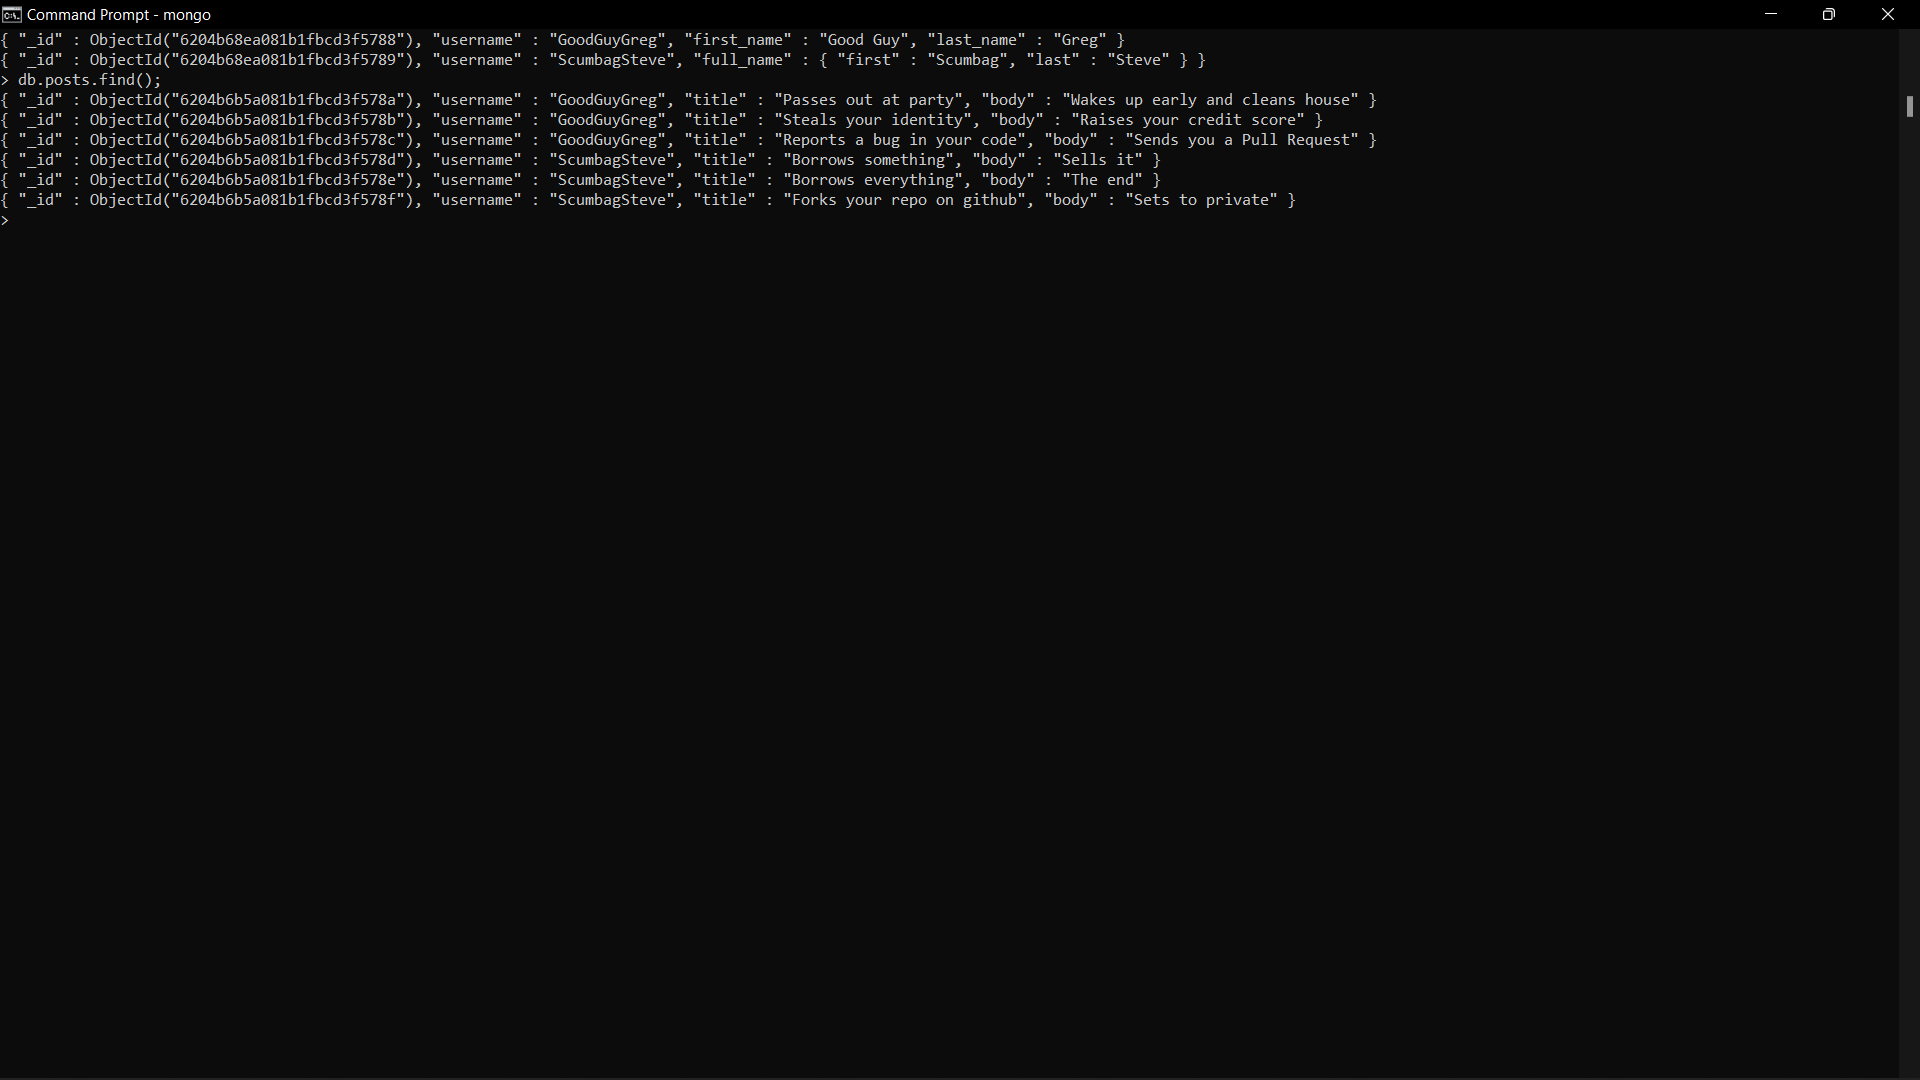 Command Prompt - mongo
{ "_id" : ObjectId("6204b68ea081b1fbcd3f5788"), "username" : "GoodGuyGreg", "first_name" : "Good Guy", "last_name" : "Greg" }
{ "_id" : ObjectId("6204b68ea081b1fbcd3f5789"), "username" : "ScumbagSteve", "full_name" : { "first" : "Scumbag", "last" : "Steve" } }
> db.posts.find();
{ "_id" : ObjectId("6204b6b5a081b1fbcd3f578a"), "username" : "GoodGuyGreg", "title" : "Passes out at party", "body" : "Wakes up early and cleans house" }
{ "_id" : ObjectId("6204b6b5a081b1fbcd3f578b"), "username" : "GoodGuyGreg", "title" : "Steals your identity", "body" : "Raises your credit score" }
{ "_id" : ObjectId("6204b6b5a081b1fbcd3f578c"), "username" : "GoodGuyGreg", "title" : "Reports a bug in your code", "body" : "Sends you a Pull Request" }
{ "_id" : ObjectId("6204b6b5a081b1fbcd3f578d"), "username" : "ScumbagSteve", "title" : "Borrows something", "body" : "Sells it" }
{ "_id" : ObjectId("6204b6b5a081b1fbcd3f578e"), "username" : "ScumbagSteve", "title" : "Borrows everything", "body" : "The end" }
{ "_id" : ObjectId("6204b6b5a081b1fbcd3f578f"), "username" : "ScumbagSteve", "title" : "Forks your repo on github", "body" : "Sets to private" }
>